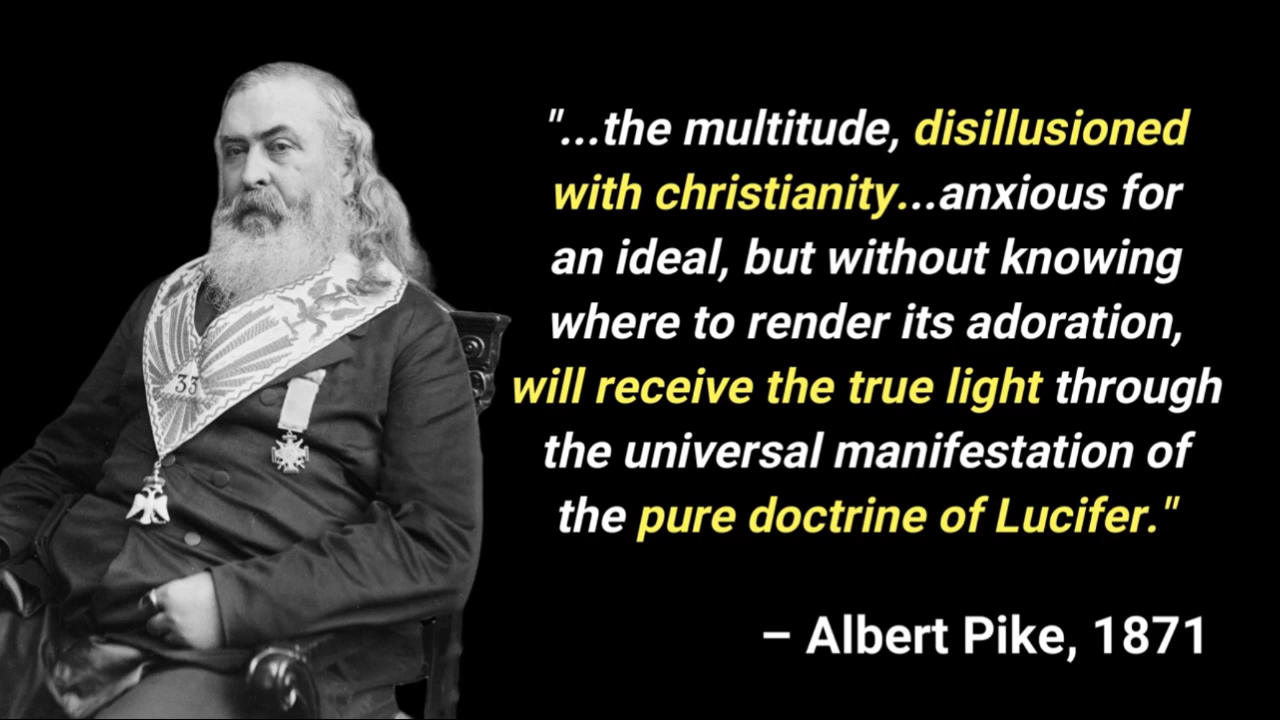 33
"...the multitude, disillusioned
with christianity...anxious for
an ideal, but without knowing
where to render its adoration,
will receive the true light through
the universal manifestation of
the pure doctrine of Lucifer."
– Albert Pike, 1871